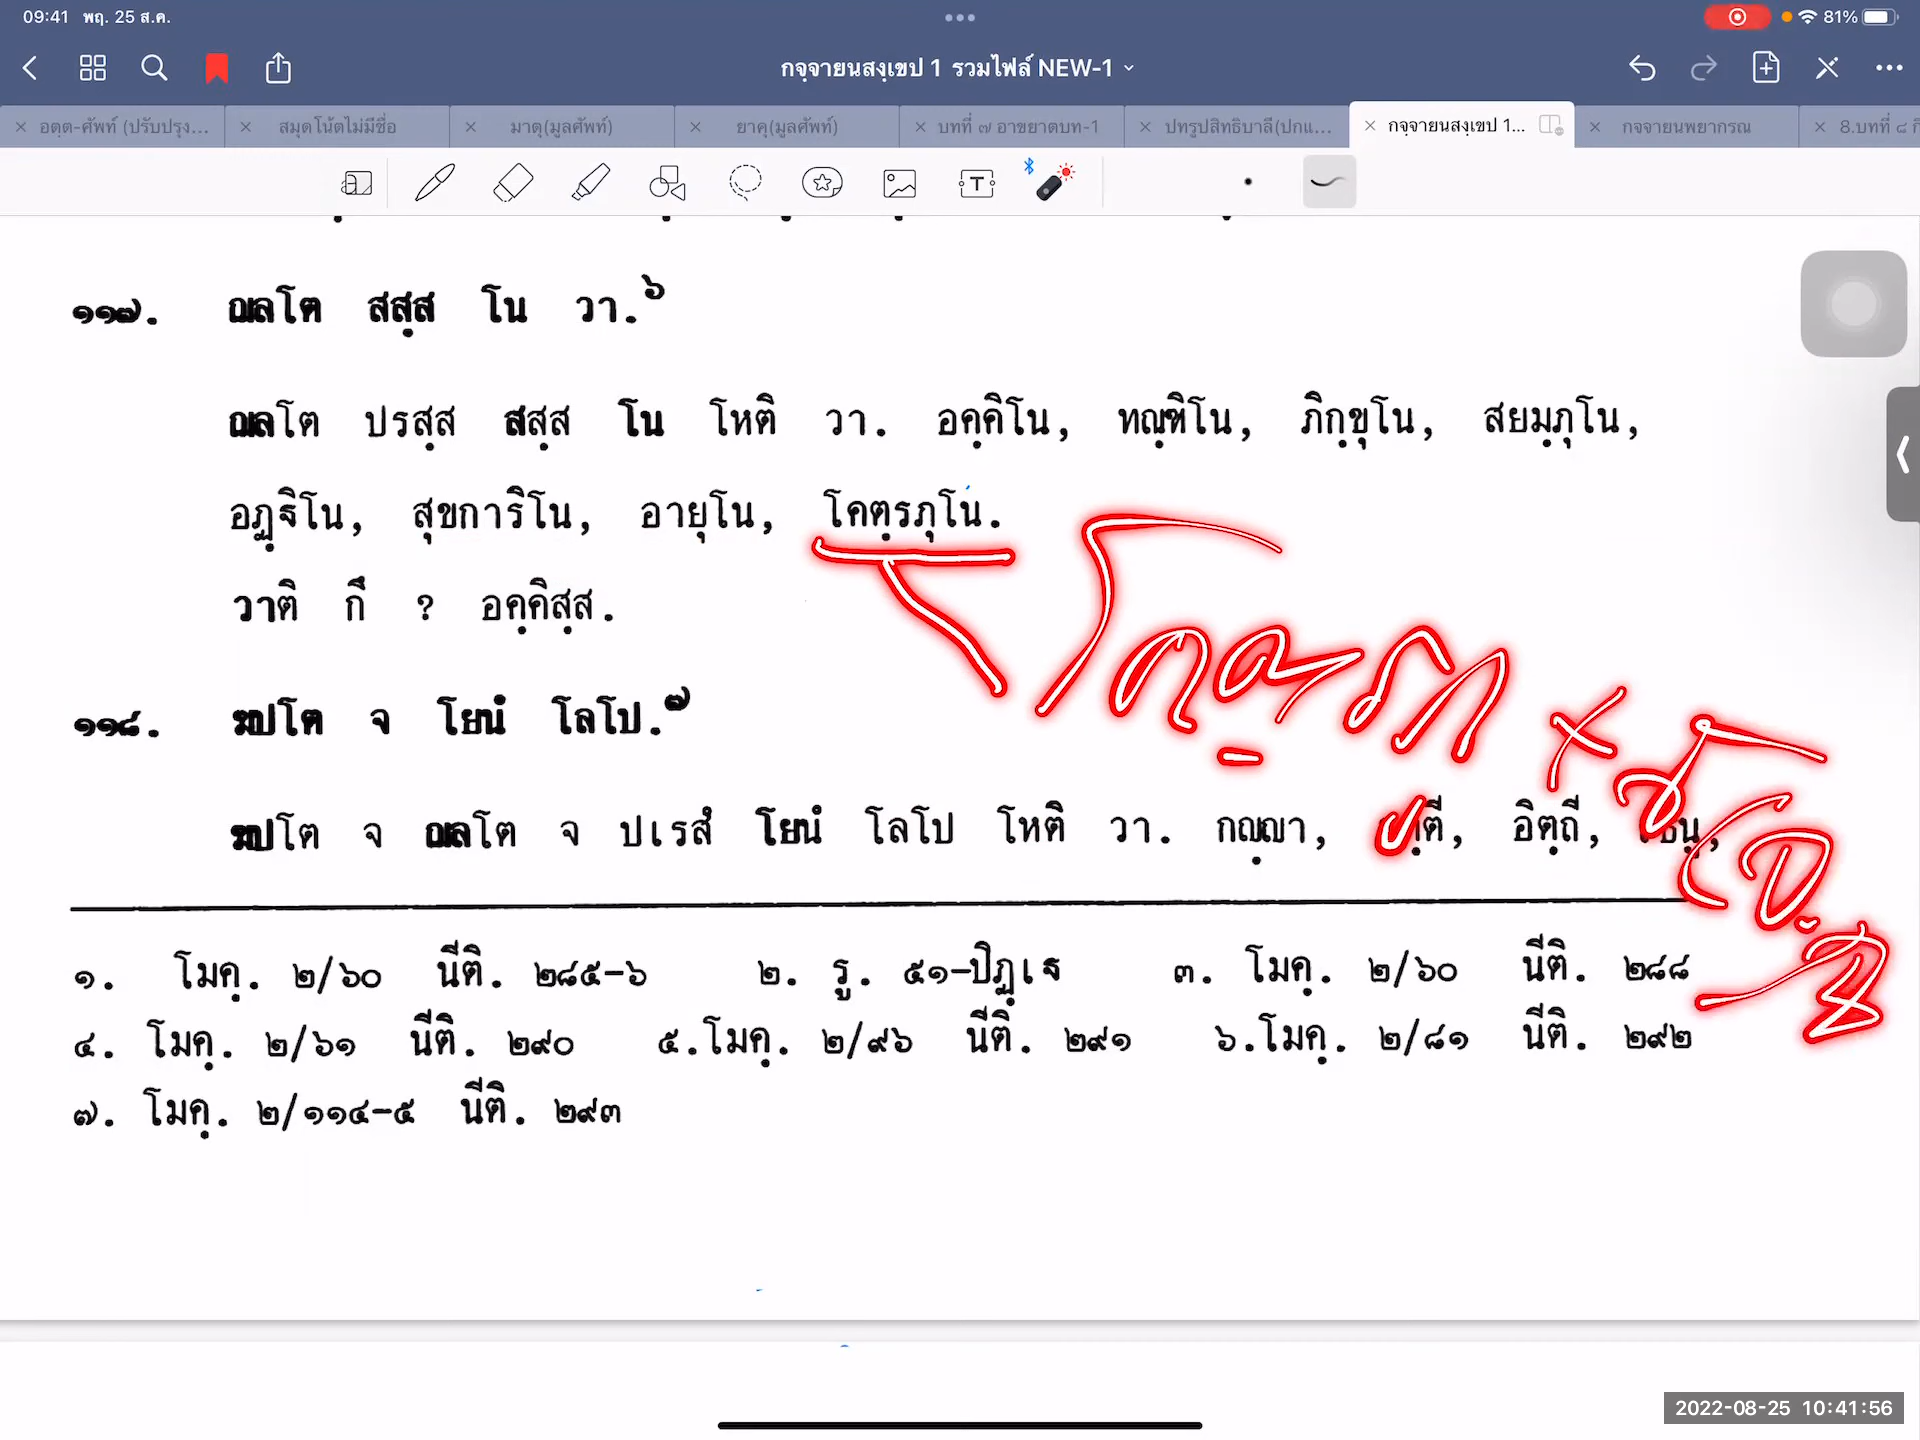 09:41 พฤ. 25 ส.ค.
81%
กจฺจายนสงฺเขป 1 รวมไฟล์ NEW-1
อตฺต-ศัพท์ (ปรับปรุง...
สมุดโน้ตไม่มีชื่อ
มาตุ(มูลศัพท์)
ยาคุ(มูลศัพท์)
บทที่ ๗ อาขยาตบท-1
ปทรูปสิทธิบาลี(ปกแ...
กจฺจายนสงฺเขป 1...
กจจายนพยากรณ
8.บทที่ ๘ กิ
๑๑๗. ฌลโต สสฺส โน วา.๖
ฌลโต ปรสฺส สสฺส โน โหติ วา. อคฺคิโน, ทณฺฑิโน, ภิกฺขุโน, สยมฺภุโน,
อฏฺฐิโน, สุขการิโน, อายุโน, โคตฺรภุโน.
วาติ กึ ? อคฺคิสฺส.
๑๑๘. ฆปโต จ โยนํ โลโป.๗
ฆปโต จ ฌลโต จ ปเรสํ โยนํ โลโป โหติ วา. กญฺญา, อิตฺถี,
๑. โมคฺ. ๒/๖๐ นีติ. ๒๘๕-๖ ๒. รู. ๕๑-ปิฏฺเฐ ๓. โมคฺ. ๒/๖๐ นีติ. ๒๘๘
๔. โมคฺ. ๒/๖๑ นีติ. ๒๙๐ ๕.โมคฺ. ๒/๙๖ นีติ. ๒๙๑ ๖.โมคฺ. ๒/๘๑ นีติ. ๒๙๒
๗. โมคฺ. ๒/๑๑๔-๕ นีติ. ๒๙๓
2022-08-25 10:41:56